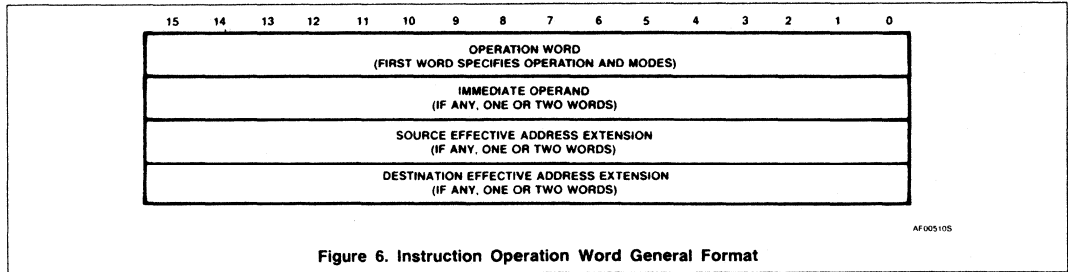 15 14 13 12 11 10 9 8 7 6 5 4 3 2 1 0
OPERATION WORD
(FIRST WORD SPECIFIES OPERATION AND MODES)
IMMEDIATE OPERAND
(IF ANY, ONE OR TWO WORDS)
SOURCE EFFECTIVE ADDRESS EXTENSION
(IF ANY, ONE OR TWO WORDS)
DESTINATION EFFECTIVE ADDRESS EXTENSION
(IF ANY, ONE OR TWO WORDS)
AF00510S
Figure 6. Instruction Operation Word General Format